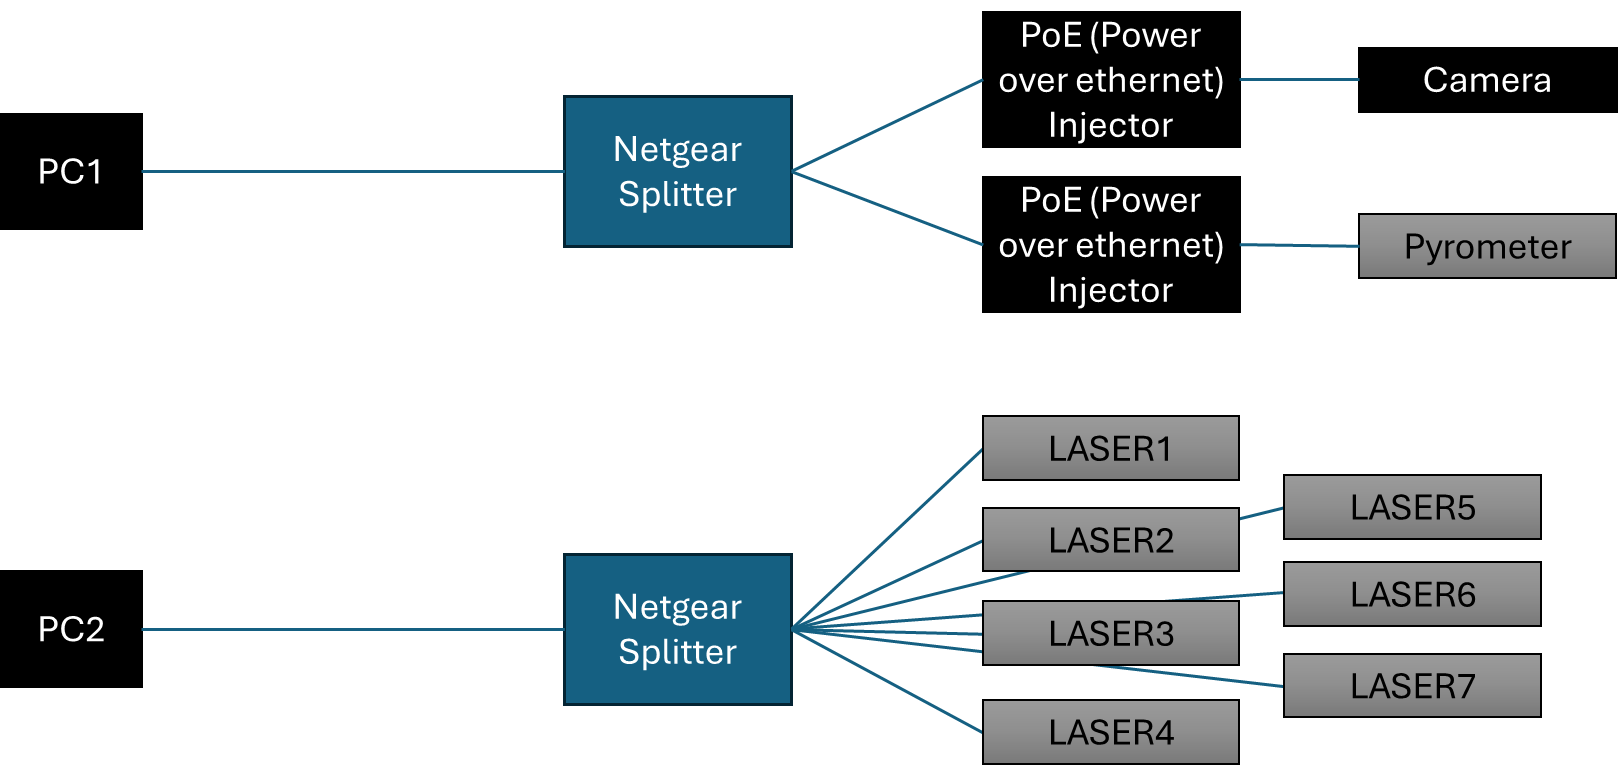 PC1
Netgear
Splitter
PoE (Power
over ethernet)
Injector
Camera
PoE (Power
over ethernet)
Injector
Pyrometer
PC2
Netgear
Splitter
LASER1
LASER2
LASER3
LASER4
LASER5
LASER6
LASER7